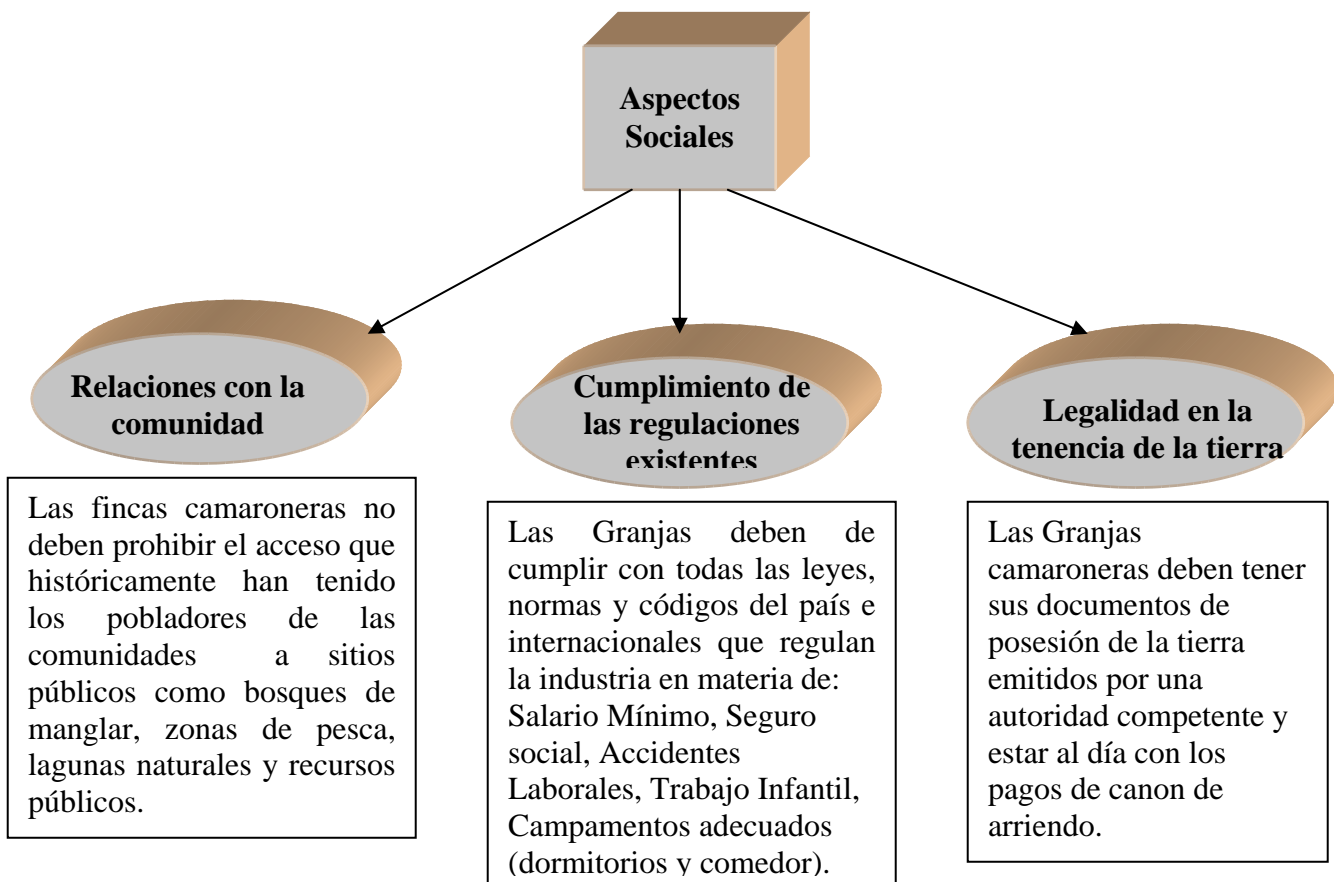 Aspectos
Sociales
Relaciones con la
comunidad
Cumplimiento de
las regulaciones
existentes
Legalidad en la
tenencia de la tierra
Las fincas camaroneras no
deben prohibir el acceso que
históricamente han tenido
los pobladores de las
comunidades a sitios
públicos como bosques de
manglar, zonas de pesca,
lagunas naturales y recursos
públicos.
Las Granjas deben de
cumplir con todas las leyes,
normas y códigos del país e
internacionales que regulan
la industria en materia de:
Salario Mínimo, Seguro
social, Accidentes
Laborales, Trabajo Infantil,
Campamentos adecuados
(dormitorios y comedor).
Las Granjas
camaroneras deben tener
sus documentos de
posesión de la tierra
emitidos por una
autoridad competente y
estar al día con los
pagos de canon de
arriendo.